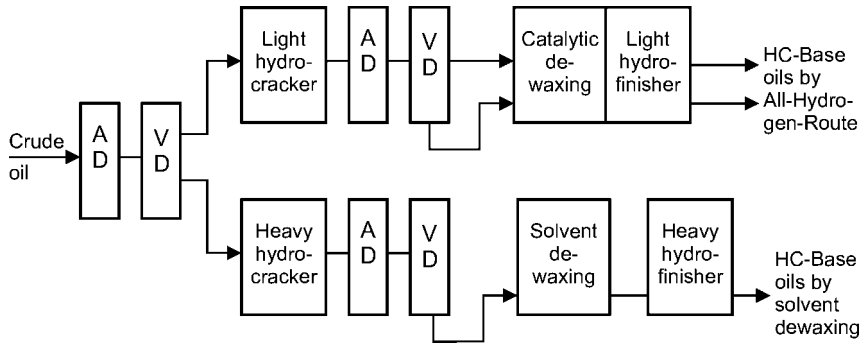 Crude
oil
A
D
V
D
Light
hydro-
cracker
A
D
V
D
Catalytic
de-
waxing
Light
hydro-
finisher
HC-Base
oils by
All-Hydro-
gen-Route
Heavy
hydro-
cracker
A
D
V
D
Solvent
de-
waxing
Heavy
hydro-
finisher
HC-Base
oils by
solvent
dewaxing